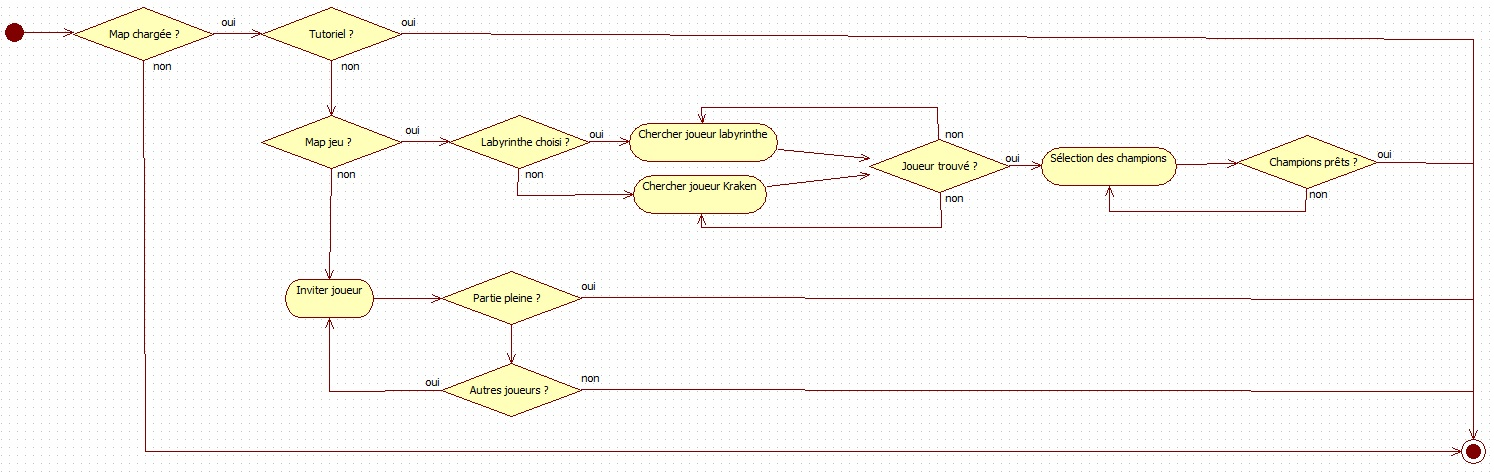 Map chargée ?
oui
non
Tutoriel ?
oui
non
Map jeu ?
oui
non
Labyrinthe choisi ?
oui
non
Chercher joueur labyrinthe
Chercher joueur Kraken
Joueur trouvé ?
non
oui
non
Sélection des champions
Champions prêts ?
oui
non
Inviter joueur
Partie pleine ?
oui
Autres joueurs ?
oui
non